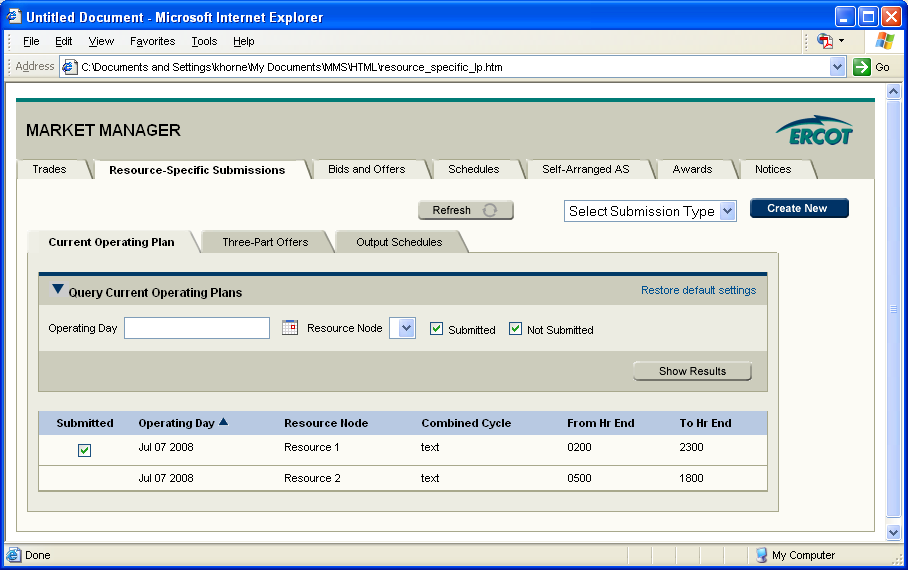 Untitled Document - Microsoft Internet Explorer
File Edit View Favorites Tools Help
Address C:\Documents and Settings\khorne\My Documents\MMS\HTML\resource_specific_lp.htm Go
MARKET MANAGER
ERCOT
Trades Resource-Specific Submissions Bids and Offers Schedules Self-Arranged AS Awards Notices
Refresh Select Submission Type Create New
Current Operating Plan Three-Part Offers Output Schedules
Query Current Operating Plans Restore default settings
Operating Day Resource Node Submitted Not Submitted
Show Results
Submitted Operating Day Resource Node Combined Cycle From Hr End To Hr End
Jul 07 2008 Resource 1 text 0200 2300
Jul 07 2008 Resource 2 text 0500 1800
Done My Computer